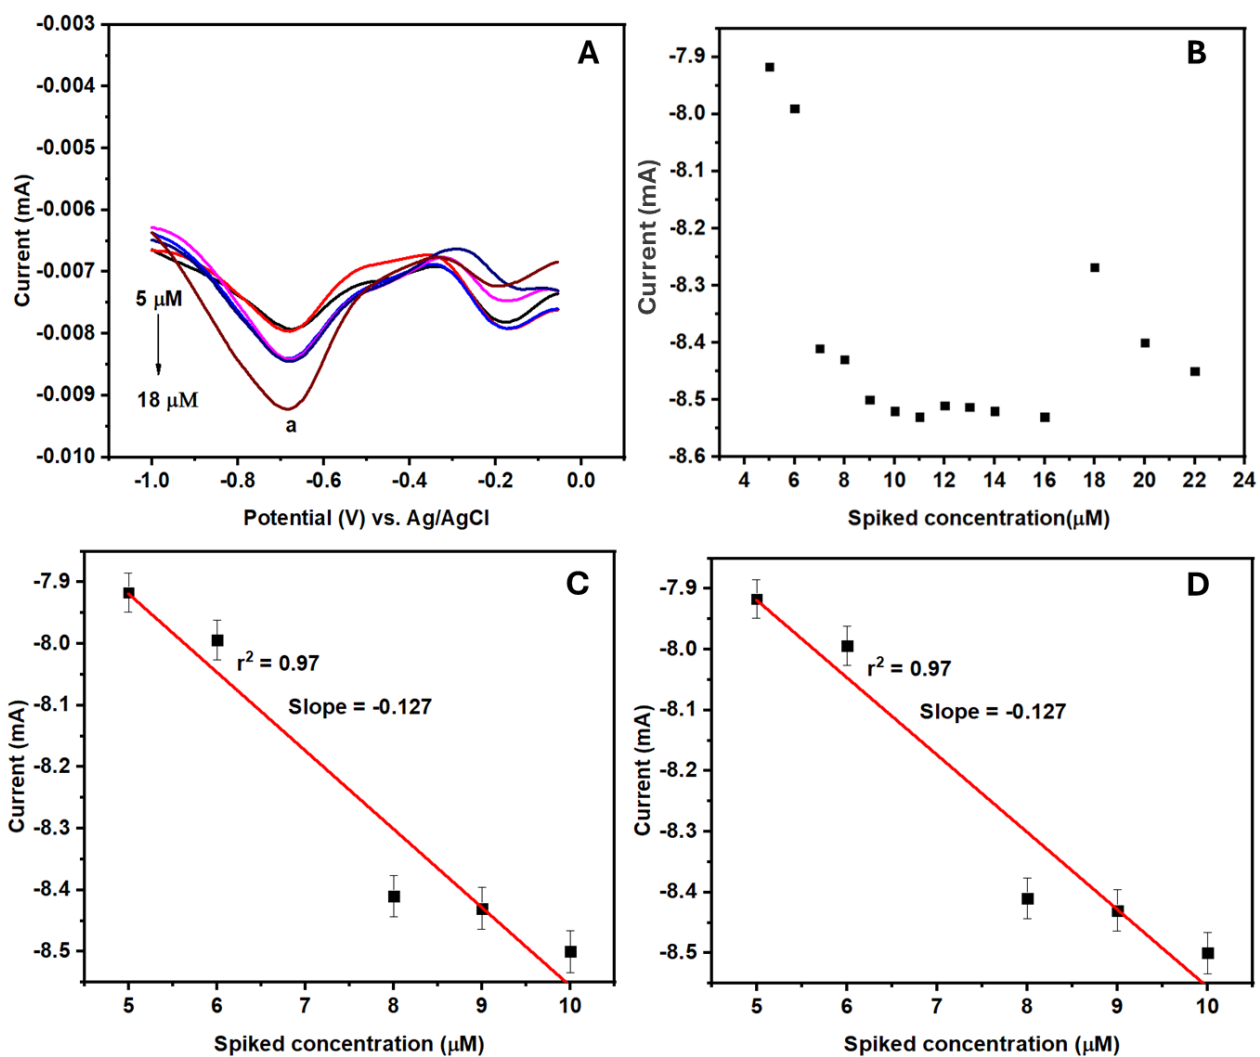 A
-0.003
-0.004
-0.005
-0.006
-0.007
-0.008
-0.009
-0.010
Current (mA)
5 μM
18 μM
a
-1.0 -0.8 -0.6 -0.4 -0.2 0.0
Potential (V) vs. Ag/AgCl
B
-7.9
-8.0
-8.1
-8.2
-8.3
-8.4
-8.5
-8.6
Current (mA)
4 6 8 10 12 14 16 18 20 22 24
Spiked concentration(μM)
C
-7.9
-8.0
-8.1
-8.2
-8.3
-8.4
-8.5
Current (mA)
r² = 0.97
Slope = -0.127
5 6 7 8 9 10
Spiked concentration (μM)
D
-7.9
-8.0
-8.1
-8.2
-8.3
-8.4
-8.5
Current (mA)
r² = 0.97
Slope = -0.127
5 6 7 8 9 10
Spiked concentration (μM)